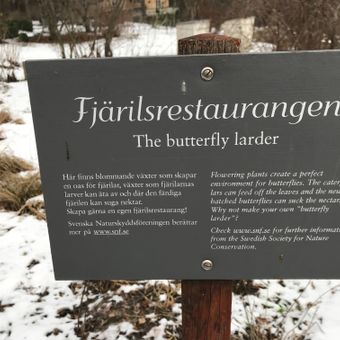 Fjärilsrestaurangen
The butterfly larder
Här finns blommande växter som skapar
en oas för fjärilar, växter som fjärilarnas
larver kan äta av och där den färdiga
fjärilen kan suga nektar.
Skapa gärna en egen fjärilsrestaurang!
Svenska Naturskyddsföreningen berättar
mer på www.snf.se
Flowering plants create a perfect
environment for butterflies. The cater
lars can feed off the leaves and the new
hatched butterflies can suck the nectar.
Why not make your own "butterfly
larder"?
Check www.snf.se for further informati
from the Swedish Society for Nature
Conservation.